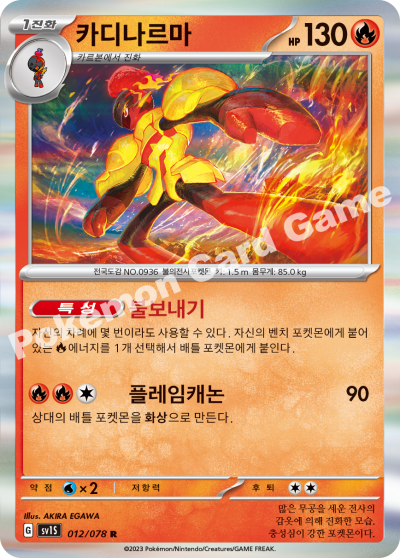 1진화
카디나르마
HP 130
카르본에서 진화
전국도감 NO.0936 불의전사포켓몬 키: 1.5 m 몸무게: 85.0 kg
특성 불로내기
자신의 차례에 몇 번이라도 사용할 수 있다. 자신의 벤치 포켓몬에게 붙어
있는 에너지를 1개 선택해서 배틀 포켓몬에게 붙인다.
플레임캐논 90
상대의 배틀 포켓몬을 화상으로 만든다.
Pokémon Card Game
약점 ×2 저항력 후퇴
Illus. AKIRA EGAWA
G sv1S 012/078 R
많은 무공을 세운 전사의
갑옷에 의해 진화한 모습.
충성심이 강한 포켓몬이다.
©2023 Pokémon/Nintendo/Creatures/GAME FREAK.